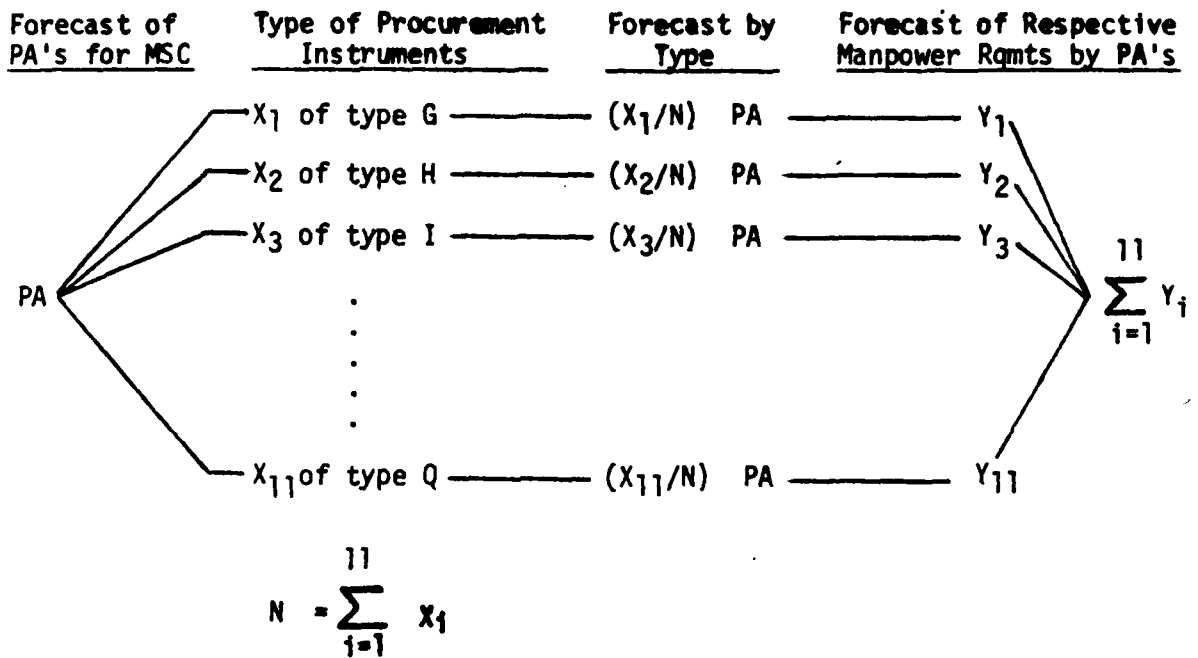 Forecast of PA's for MSC
Type of Procurement Instruments
Forecast by Type
Forecast of Respective Manpower Rqmts by PA's
X1 of type G (X1/N) PA Y1
X2 of type H (X2/N) PA Y2
X3 of type I (X3/N) PA Y3
PA
11
∑ Yi
i=1
.
.
.
.
.
X11 of type Q (X11/N) PA Y11
11
N = ∑ Xi
i=1